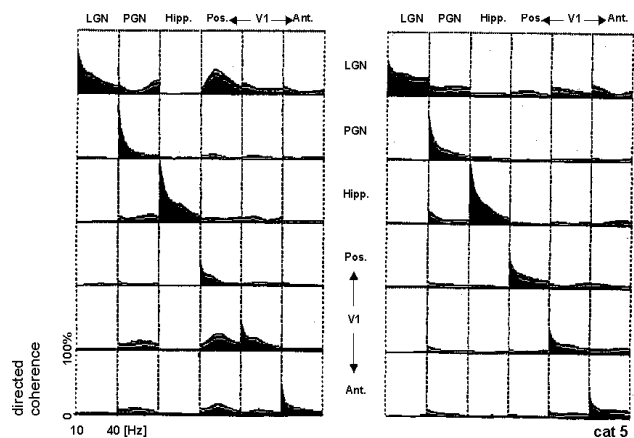 LGN PGN Hipp. Pos. V1 Ant. LGN PGN Hipp. Pos. V1 Ant.
LGN
PGN
Hipp.
Pos.
V1
Ant.
directed
coherence
100%
0
10 40 [Hz]
cat 5